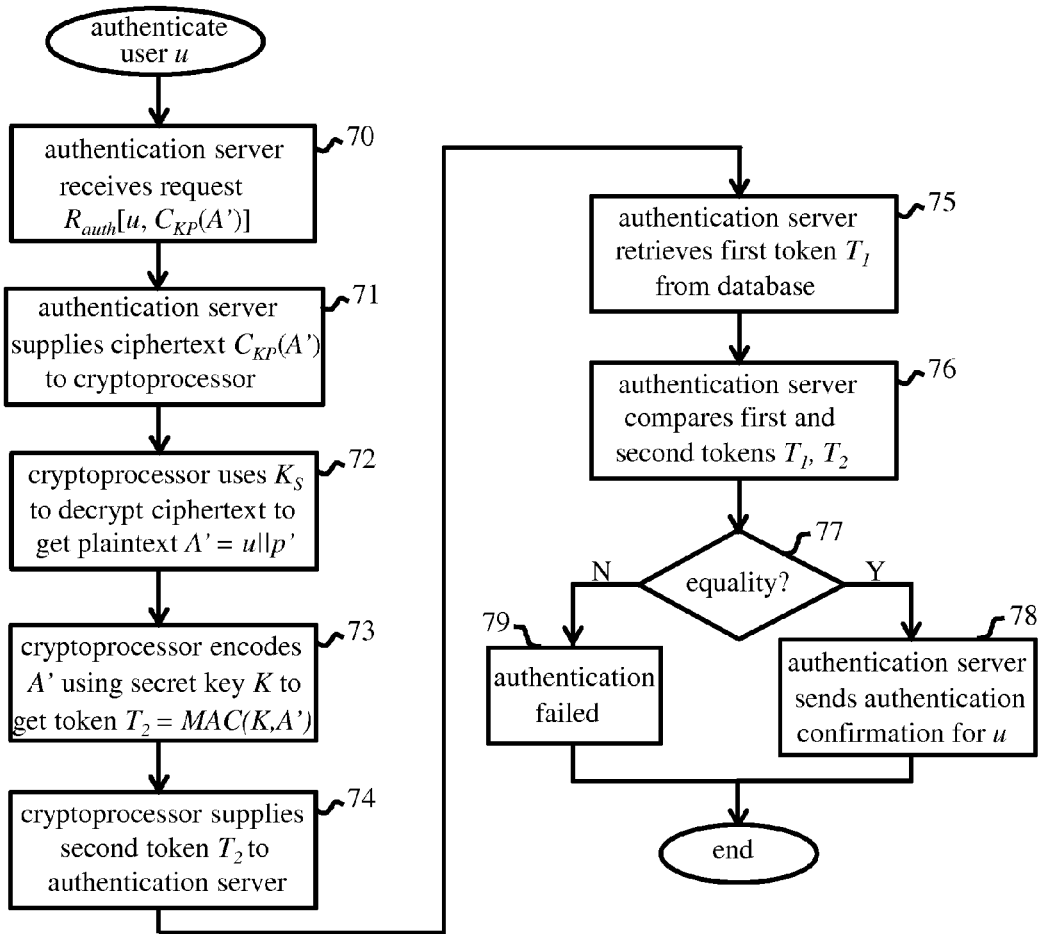 authenticate
user u
70
authentication server
receives request
R_auth[u, C_KP(A’)]
71
authentication server
supplies ciphertext C_KP(A’)
to cryptoprocessor
72
cryptoprocessor uses K_S
to decrypt ciphertext to
get plaintext A’ = u||p’
73
cryptoprocessor encodes
A’ using secret key K to
get token T_2 = MAC(K,A’)
74
cryptoprocessor supplies
second token T_2 to
authentication server
75
authentication server
retrieves first token T_1
from database
76
authentication server
compares first and
second tokens T_1, T_2
77
equality?
N
Y
79
authentication
failed
78
authentication server
sends authentication
confirmation for u
end